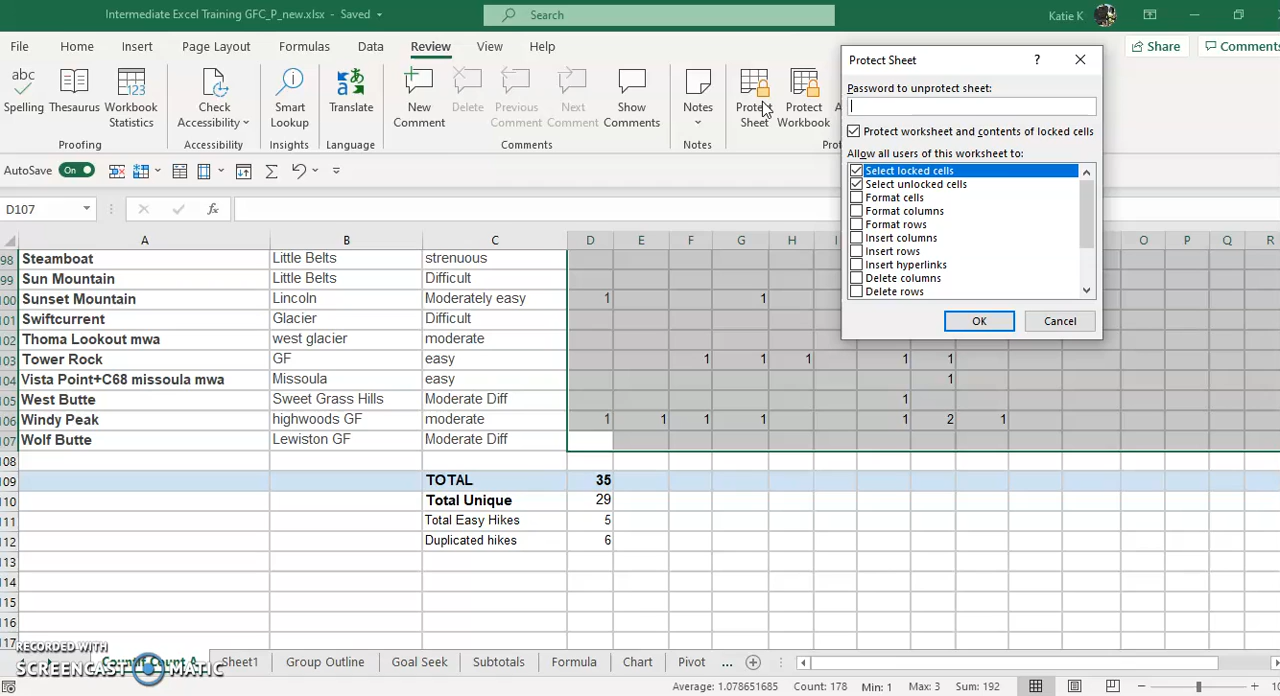 Intermediate Excel Training GFC_P_new.xlsx - Saved
Search
Katie K
File Home Insert Page Layout Formulas Data Review View Help
Share Comments
abc
Spelling Thesaurus Workbook Statistics
Proofing
Check Accessibility
Accessibility
Smart Lookup
Insights
Translate
Language
New Comment Delete Previous Comment Next Comment Show Comments
Comments
Notes
Notes
Protect Sheet Protect Workbook
AutoSave On
D107
fx
Protect Sheet
?
Password to unprotect sheet:
Protect worksheet and contents of locked cells
Allow all users of this worksheet to:
Select locked cells
Select unlocked cells
Format cells
Format columns
Format rows
Insert columns
Insert rows
Insert hyperlinks
Delete columns
Delete rows
OK Cancel
A B C D E F G H I O P Q R
98 Steamboat Little Belts strenuous
99 Sun Mountain Little Belts Difficult
100 Sunset Mountain Lincoln Moderately easy 1 1
101 Swiftcurrent Glacier Difficult
102 Thoma Lookout mwa west glacier moderate
103 Tower Rock GF easy 1 1 1 1 1
104 Vista Point+C68 missoula mwa Missoula easy 1
105 West Butte Sweet Grass Hills Moderate Diff 1
106 Windy Peak highwoods GF moderate 1 1 1 1 1 2 1
107 Wolf Butte Lewiston GF Moderate Diff
108
109 TOTAL 35
110 Total Unique 29
111 Total Easy Hikes 5
112 Duplicated hikes 6
113
114
115
116
117
RECORDED WITH
SCREENCAST-O-MATIC
Sheet1 Group Outline Goal Seek Subtotals Formula Chart Pivot ...
Average: 1.078651685 Count: 178 Min: 1 Max: 3 Sum: 192